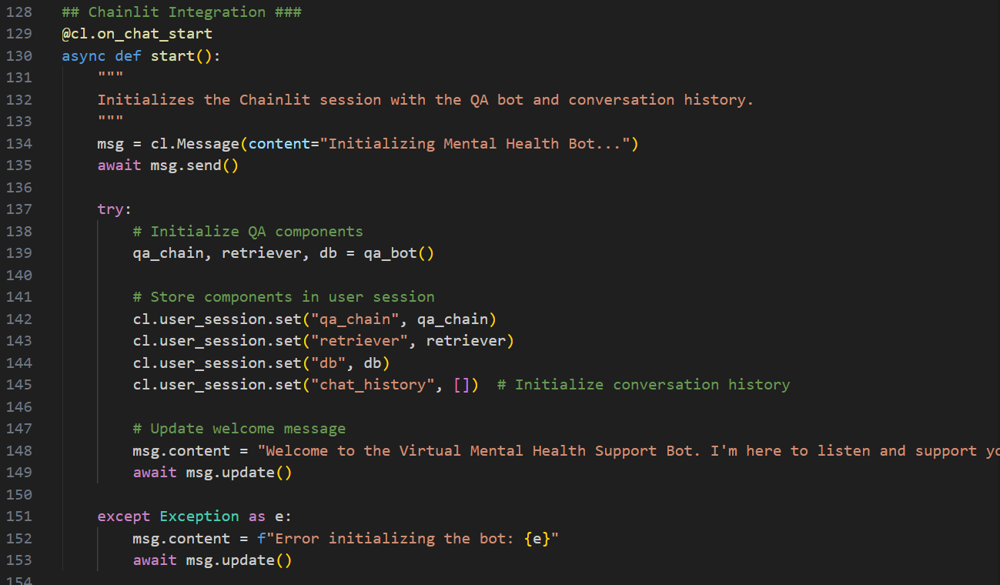 128 ## Chainlit Integration ###
129 @cl.on_chat_start
130 async def start():
131     """
132     Initializes the Chainlit session with the QA bot and conversation history.
133     """
134     msg = cl.Message(content="Initializing Mental Health Bot...")
135     await msg.send()
136
137     try:
138         # Initialize QA components
139         qa_chain, retriever, db = qa_bot()
140
141         # Store components in user session
142         cl.user_session.set("qa_chain", qa_chain)
143         cl.user_session.set("retriever", retriever)
144         cl.user_session.set("db", db)
145         cl.user_session.set("chat_history", [])  # Initialize conversation history
146
147         # Update welcome message
148         msg.content = "Welcome to the Virtual Mental Health Support Bot. I'm here to listen and support
149         await msg.update()
150
151     except Exception as e:
152         msg.content = f"Error initializing the bot: {e}"
153         await msg.update()
154